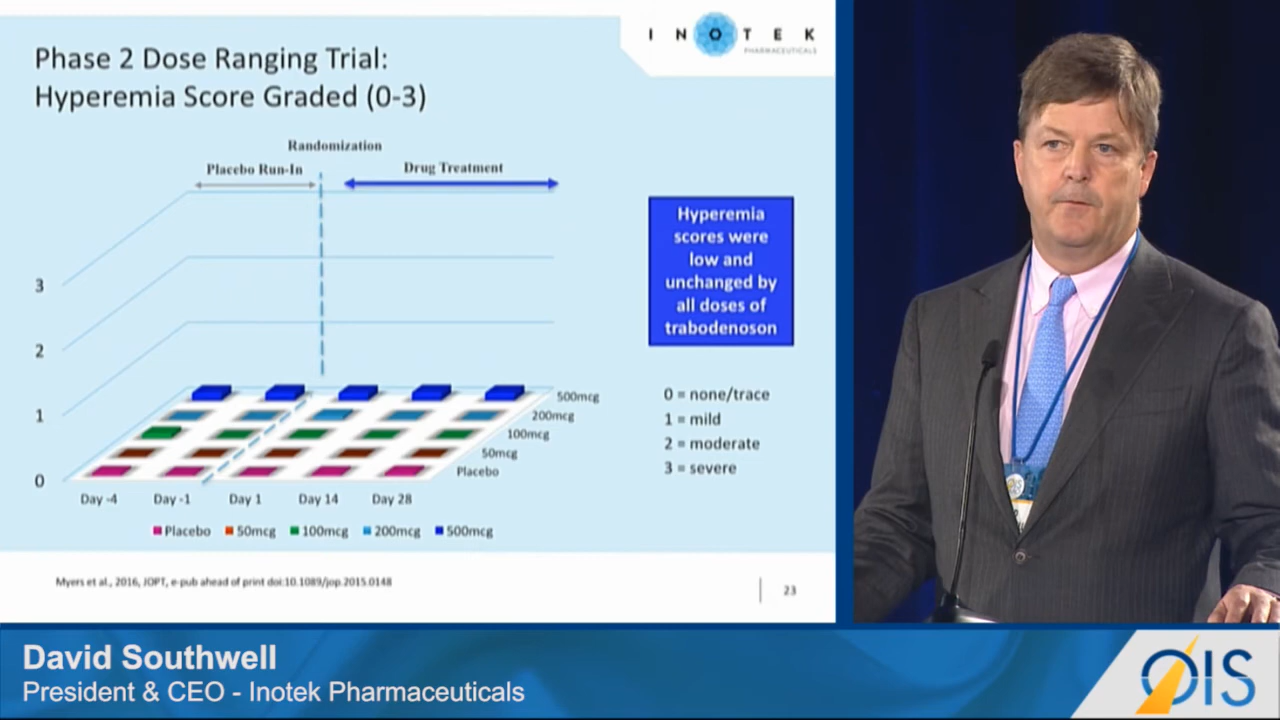 INOTEK
PHARMACEUTICALS
Phase 2 Dose Ranging Trial:
Hyperemia Score Graded (0-3)
Randomization
Placebo Run-In
Drug Treatment
3
2
1
0
500mcg
200mcg
100mcg
50mcg
Placebo
Day -4 Day -1 Day 1 Day 14 Day 28
Placebo 50mcg 100mcg 200mcg 500mcg
Hyperemia
scores were
low and
unchanged by
all doses of
trabodenoson
0 = none/trace
1 = mild
2 = moderate
3 = severe
Myers et al., 2016, JOPT, e-pub ahead of print doi:10.1089/jop.2015.0148
23
David Southwell
President & CEO - Inotek Pharmaceuticals
OIS